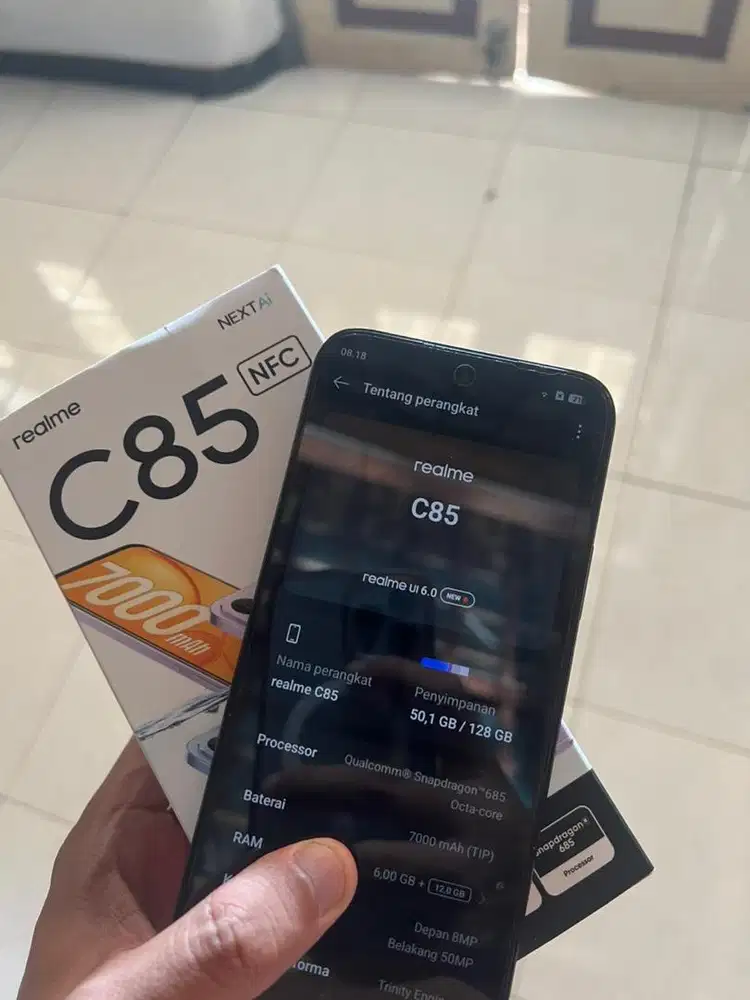 NEXT Ai
realme
C85
NFC
7000mAh
08.18
Tentang perangkat
realme
C85
realme UI 6.0 NEW
Nama perangkat
realme C85
Penyimpanan
50,1 GB / 128 GB
Processor
Qualcomm® Snapdragon™ 685
Octa-core
Baterai
7000 mAh (TIP)
RAM
6,00 GB + 12.0 GB
Depan 8MP
Belakang 50MP
Trinity
Snapdragon
685
Processor